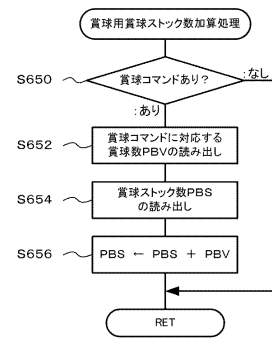 賞球用賞球ストック数加算処理
S650
賞球コマンドあり?
:なし
:あり
S652
賞球コマンドに対応する
賞球数PBVの読み出し
S654
賞球ストック数PBS
の読み出し
S656
PBS ← PBS + PBV
RET